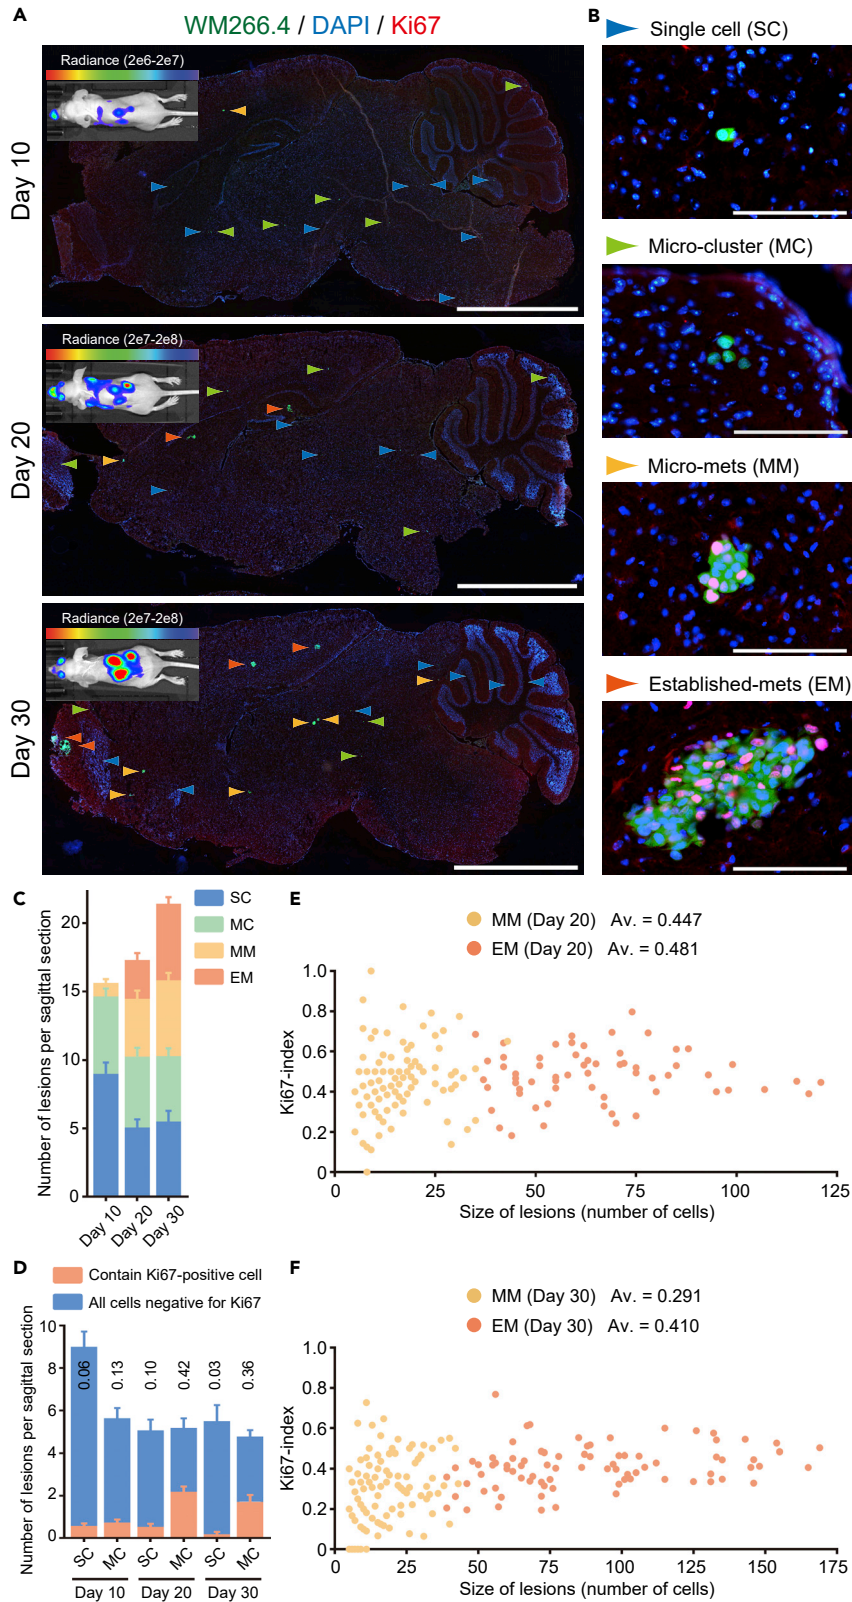 A
WM266.4 / DAPI / Ki67
Day 10
Radiance (2e6-2e7)
Day 20
Radiance (2e7-2e8)
Day 30
Radiance (2e7-2e8)
B
Single cell (SC)
Micro-cluster (MC)
Micro-mets (MM)
Established-mets (EM)
C
SC
MC
MM
EM
Number of lesions per sagittal section
20
15
10
5
0
Day 10
Day 20
Day 30
D
Contain Ki67-positive cell
All cells negative for Ki67
Number of lesions per sagittal section
10
8
6
4
2
0
0.06
0.13
0.10
0.42
0.03
0.36
SC
MC
SC
MC
SC
MC
Day 10
Day 20
Day 30
E
MM (Day 20) Av. = 0.447
EM (Day 20) Av. = 0.481
Ki67-index
1.0
0.8
0.6
0.4
0.2
0
0 25 50 75 100 125
Size of lesions (number of cells)
F
MM (Day 30) Av. = 0.291
EM (Day 30) Av. = 0.410
Ki67-index
1.0
0.8
0.6
0.4
0.2
0
0 25 50 75 100 125 150 175
Size of lesions (number of cells)